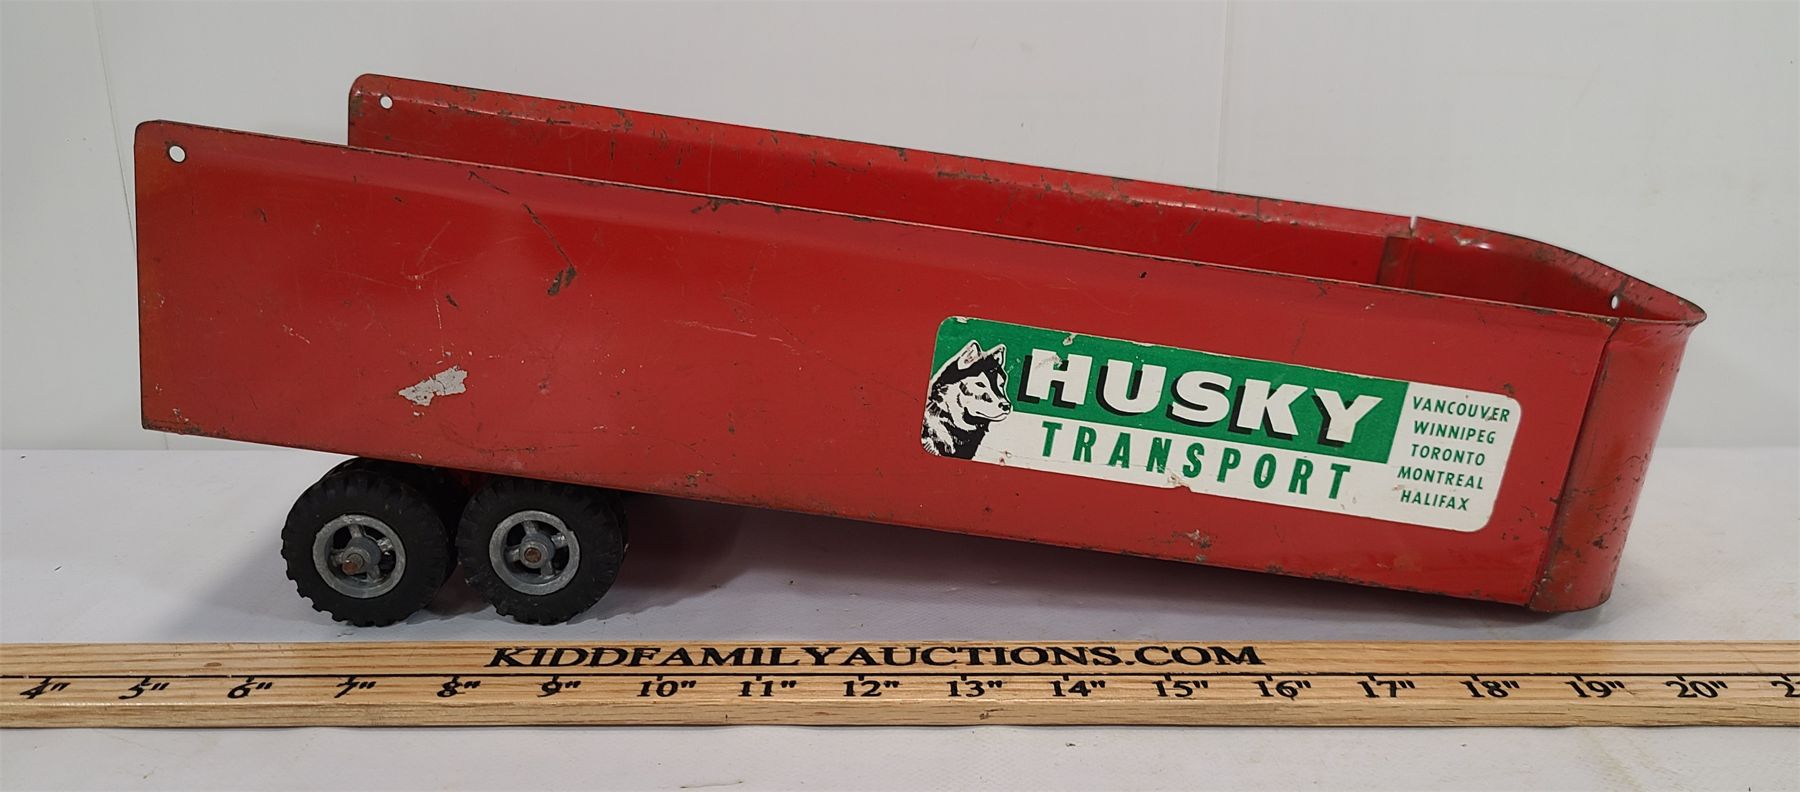 HUSKY
TRANSPORT
VANCOUVER
WINNIPEG
TORONTO
MONTREAL
HALIFAX
KIDDFAMILYAUCTIONS.COM
4" 5" 6" 7" 8" 9" 10" 11" 12" 13" 14" 15" 16" 17" 18" 19" 20"